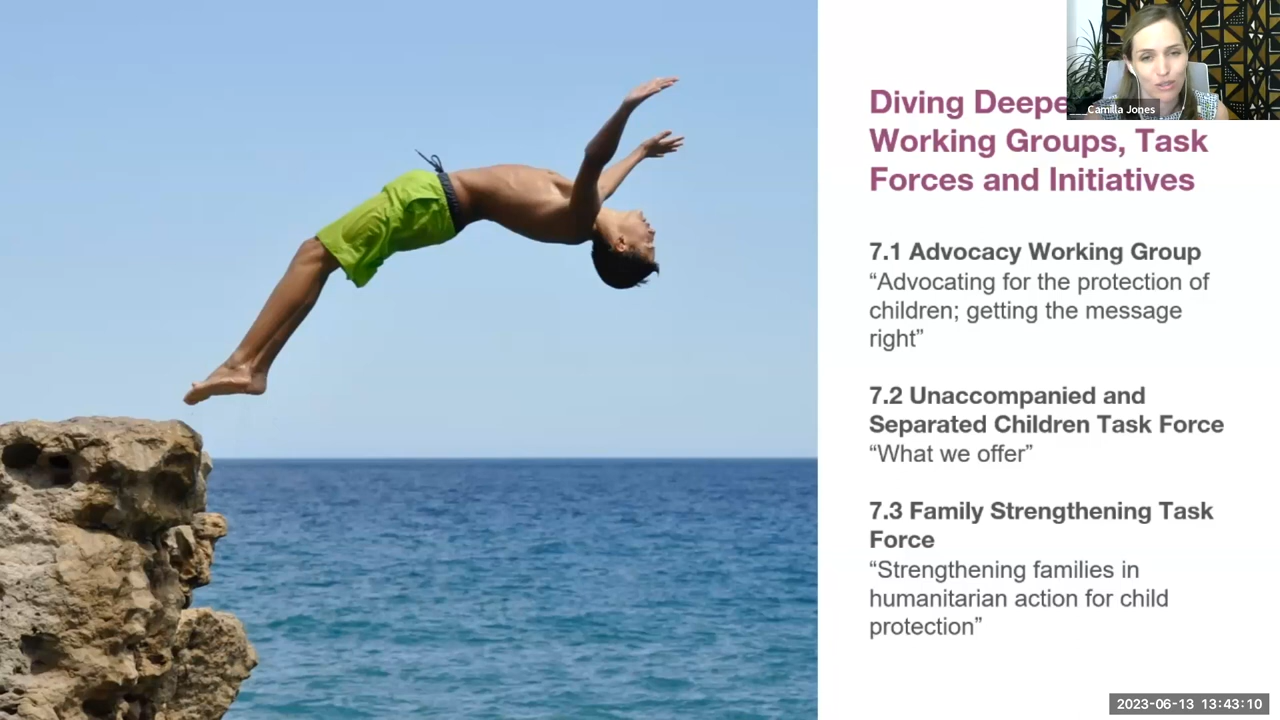 Camilla Jones
Diving Deepe
Working Groups, Task
Forces and Initiatives
7.1 Advocacy Working Group
“Advocating for the protection of
children; getting the message
right”
7.2 Unaccompanied and
Separated Children Task Force
“What we offer”
7.3 Family Strengthening Task
Force
“Strengthening families in
humanitarian action for child
protection”
2023-06-13 13:43:10